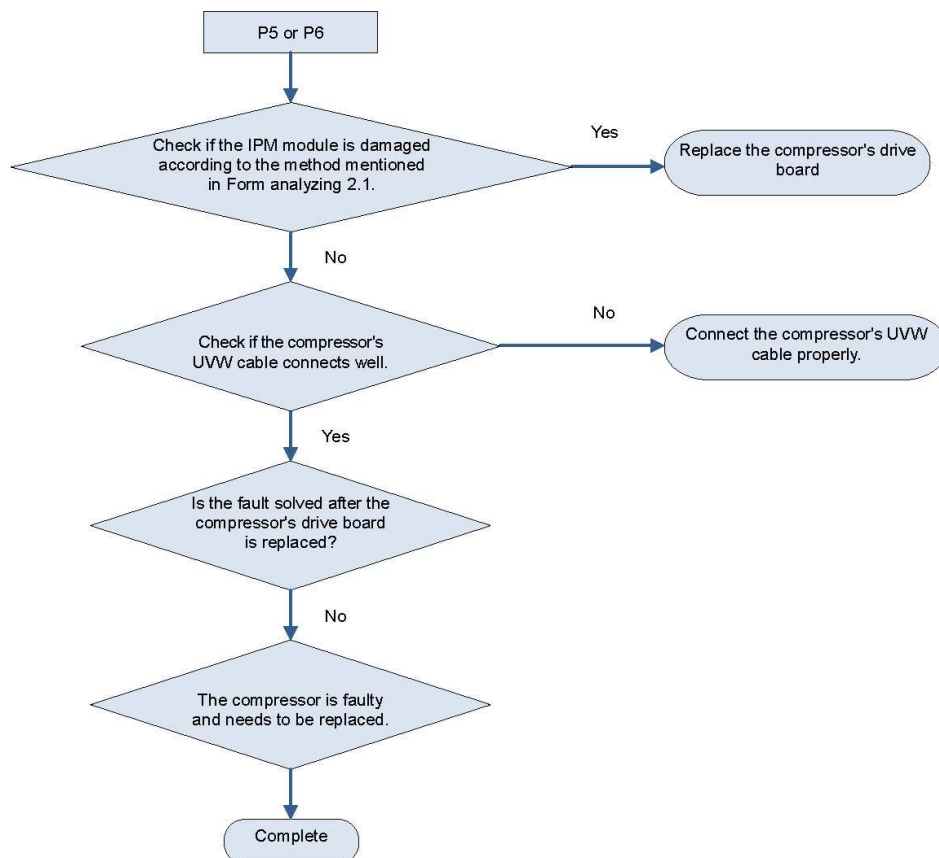 P5 or P6
Check if the IPM module is damaged
according to the method mentioned
in Form analyzing 2.1.
Yes
Replace the compressor's drive
board
No
Check if the compressor's
UVW cable connects well.
No
Connect the compressor's UVW
cable properly.
Yes
Is the fault solved after the
compressor's drive board
is replaced?
No
The compressor is faulty
and needs to be replaced.
Complete